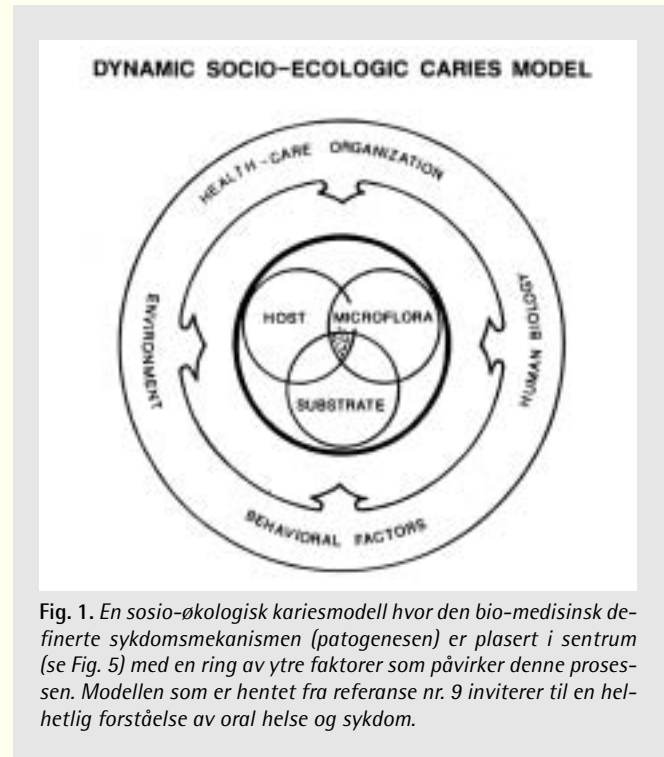 DYNAMIC SOCIO-ECOLOGIC CARIES MODEL
HEALTH-CARE ORGANIZATION
ENVIRONMENT
HUMAN BIOLOGY
HOST MICROFLORA
SUBSTRATE
BEHAVIORAL FACTORS
Fig. 1. En sosio-økologisk kariesmodell hvor den bio-medisinsk de-
finerte sykdomsmekanismen (patogenesen) er plasert i sentrum
(se Fig. 5) med en ring av ytre faktorer som påvirker denne proses-
sen. Modellen som er hentet fra referanse nr. 9 inviterer til en hel-
hetlig forståelse av oral helse og sykdom.